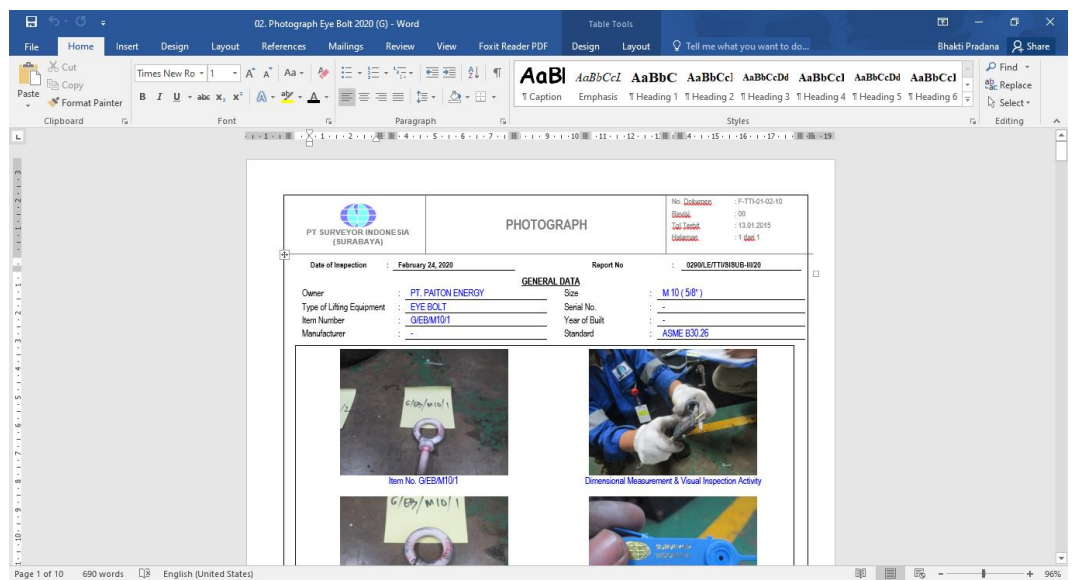 02. Photograph Eye Bolt 2020 (G) - Word
Table Tools
File Home Insert Design Layout References Mailings Review View Foxit Reader PDF Design Layout Tell me what you want to do... Bhakti Pradana Share
Paste
Cut
Copy
Format Painter
Clipboard
Times New Ro 1
Font
Paragraph
AaBl AaBbCcL AaBbC AaBbCcl AaBbCcDd AaBbCcl AaBbCcDd AaBbCcl
¶ Caption Emphasis ¶ Heading 1 ¶ Heading 2 ¶ Heading 3 ¶ Heading 4 ¶ Heading 5 ¶ Heading 6
Styles
Find
Replace
Select
Editing
PT SURVEYOR INDONESIA
(SURABAYA)
PHOTOGRAPH
No. Dokumen : F-TTI-01-02-10
Revisi : 00
Tgl Terbit : 13.01.2015
Halaman : 1 dari 1
Date of Inspection : February 24, 2020 Report No : 0290/LE/TTI/SISUB-III/20
GENERAL DATA
Owner : PT. PAITON ENERGY Size : M 10 ( 5/8" )
Type of Lifting Equipment : EYE BOLT Serial No. : -
Item Number : G/EB/M10/1 Year of Built : -
Manufacturer : - Standard : ASME B30.26
G/EB/M10/1
Item No. G/EB/M10/1 Dimensional Measurement & Visual Inspection Activity
G/EB/M10/1
SURVEYOR
Page 1 of 10 690 words English (United States) 96%